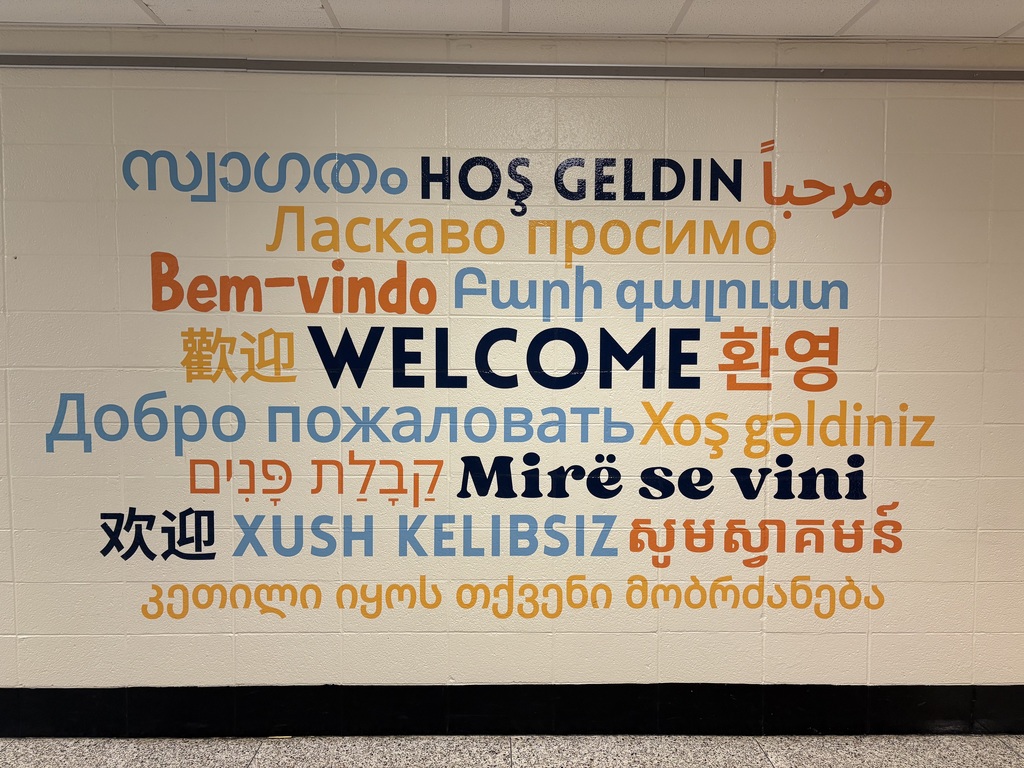 സ്വാഗതം HOŞ GELDIN مرحباً
Ласкаво просимо
Bem-vindo Բարի գալուստ
歡迎 WELCOME 환영
Добро пожаловать Xoş gəldiniz
קַבָּלַת פָּנִים Mirë se vini
欢迎 XUSH KELIBSIZ សូមស្វាគមន៍
კეთილი იყოს თქვენი მობრძანება